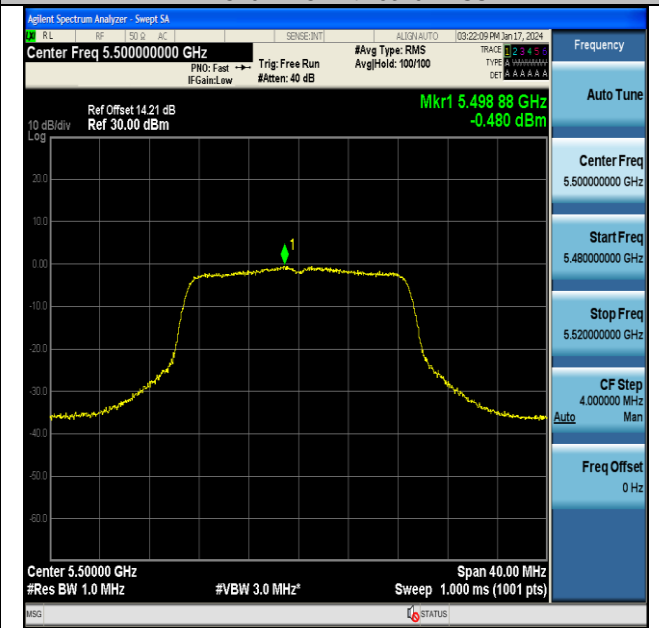 Agilent Spectrum Analyzer - Swept SA
RL RF 50 Ω AC SENSE:INT ALIGNAUTO 03:22:09 PM Jan 17, 2024
Center Freq 5.500000000 GHz
PNO: Fast
IFGain:Low
Trig: Free Run
#Atten: 40 dB
#Avg Type: RMS
Avg|Hold: 100/100
TRACE 1 2 3 4 5 6
TYPE A
DET A A A A A A
Ref Offset 14.21 dB
10 dB/div Ref 30.00 dBm
Log
Mkr1 5.498 88 GHz
-0.480 dBm
20.0
10.0
0.00
-10.0
-20.0
-30.0
-40.0
-50.0
-60.0
1
Center 5.50000 GHz Span 40.00 MHz
#Res BW 1.0 MHz #VBW 3.0 MHz* Sweep 1.000 ms (1001 pts)
MSG STATUS
Frequency
Auto Tune
Center Freq
5.500000000 GHz
Start Freq
5.480000000 GHz
Stop Freq
5.520000000 GHz
CF Step
4.000000 MHz
Auto Man
Freq Offset
0 Hz